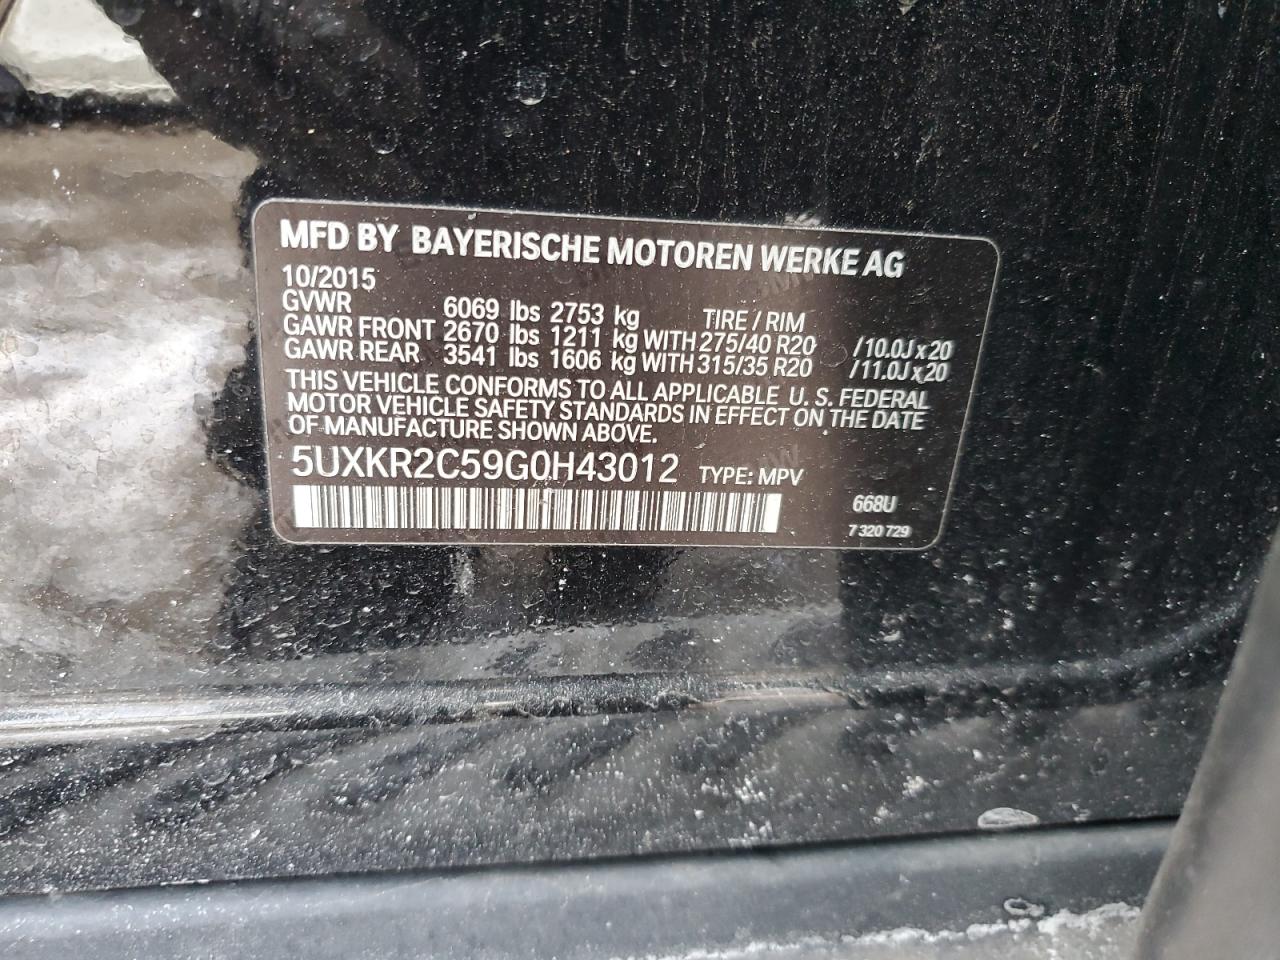 MFD BY BAYERISCHE MOTOREN WERKE AG
10/2015
GVWR 6069 lbs 2753 kg TIRE / RIM
GAWR FRONT 2670 lbs 1211 kg WITH 275/40 R20 /10.0J x 20
GAWR REAR 3541 lbs 1606 kg WITH 315/35 R20 /11.0J x 20
THIS VEHICLE CONFORMS TO ALL APPLICABLE U.S. FEDERAL
MOTOR VEHICLE SAFETY STANDARDS IN EFFECT ON THE DATE
OF MANUFACTURE SHOWN ABOVE.
5UXKR2C59G0H43012 TYPE: MPV
668U
7 320 729